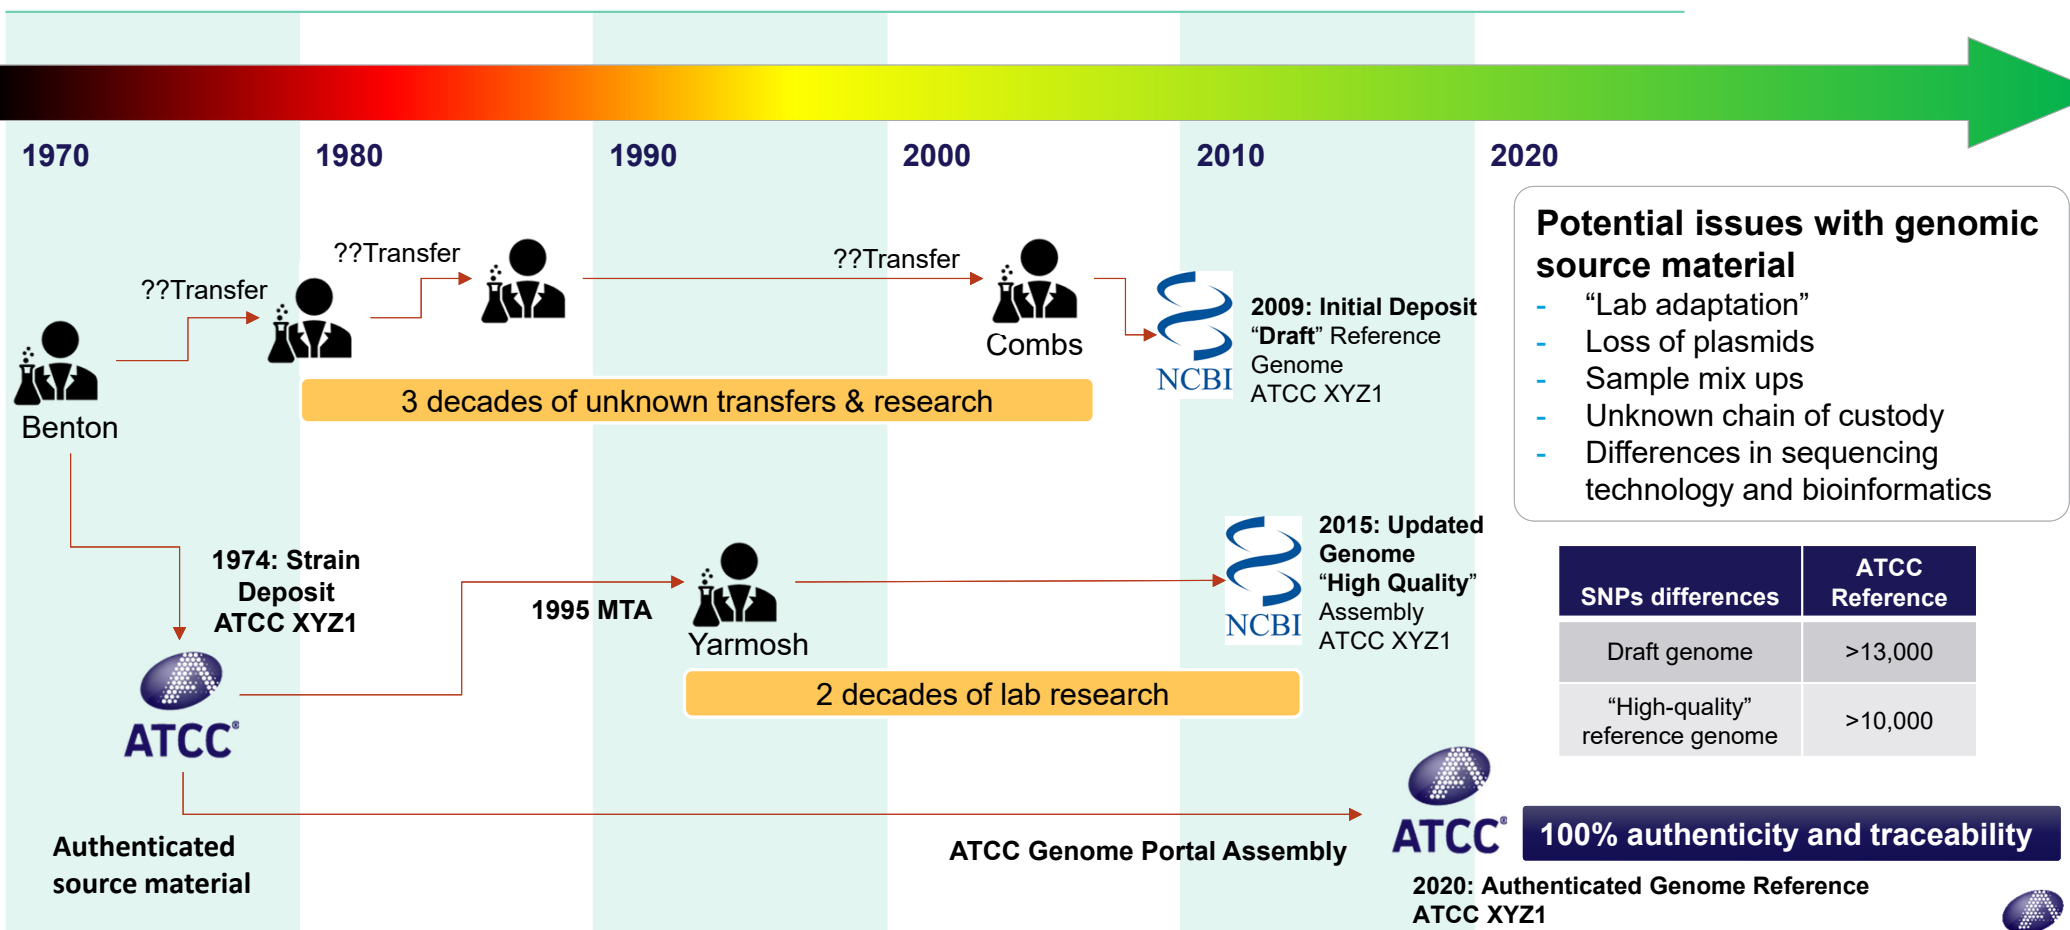 1970
1980
1990
2000
2010
2020
??Transfer
??Transfer
??Transfer
Benton
Combs
3 decades of unknown transfers & research
NCBI
2009: Initial Deposit
“Draft” Reference
Genome
ATCC XYZ1
Potential issues with genomic
source material
- “Lab adaptation”
- Loss of plasmids
- Sample mix ups
- Unknown chain of custody
- Differences in sequencing
technology and bioinformatics
1974: Strain
Deposit
ATCC XYZ1
ATCC®
1995 MTA
Yarmosh
2 decades of lab research
NCBI
2015: Updated
Genome
“High Quality”
Assembly
ATCC XYZ1
SNPs differences
ATCC
Reference
Draft genome
>13,000
“High-quality”
reference genome
>10,000
Authenticated
source material
ATCC Genome Portal Assembly
ATCC®
100% authenticity and traceability
2020: Authenticated Genome Reference
ATCC XYZ1